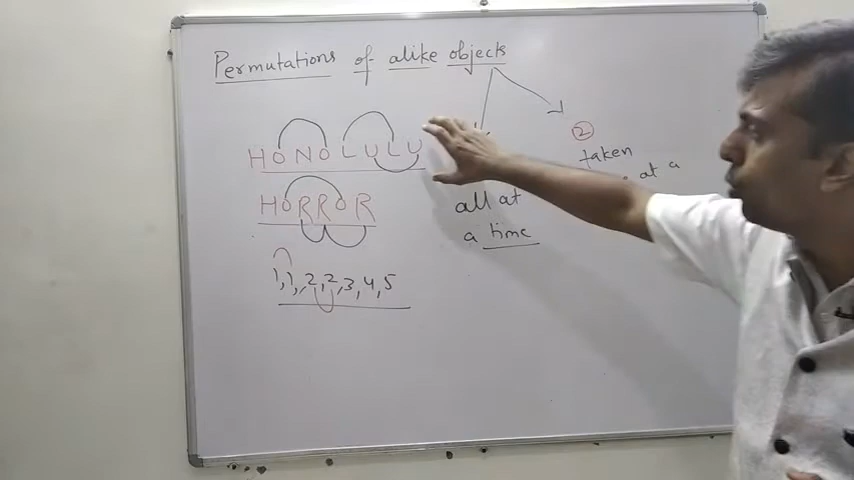 Permutations of alike objects
HONOLULU
HORROR
1,1,2,2,3,4,5
all at
a time
2
taken
at a